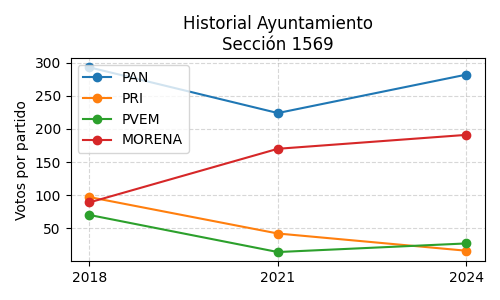 Historial Ayuntamiento
Sección 1569
Votos por partido
300
250
200
150
100
50
PAN
PRI
PVEM
MORENA
2018
2021
2024